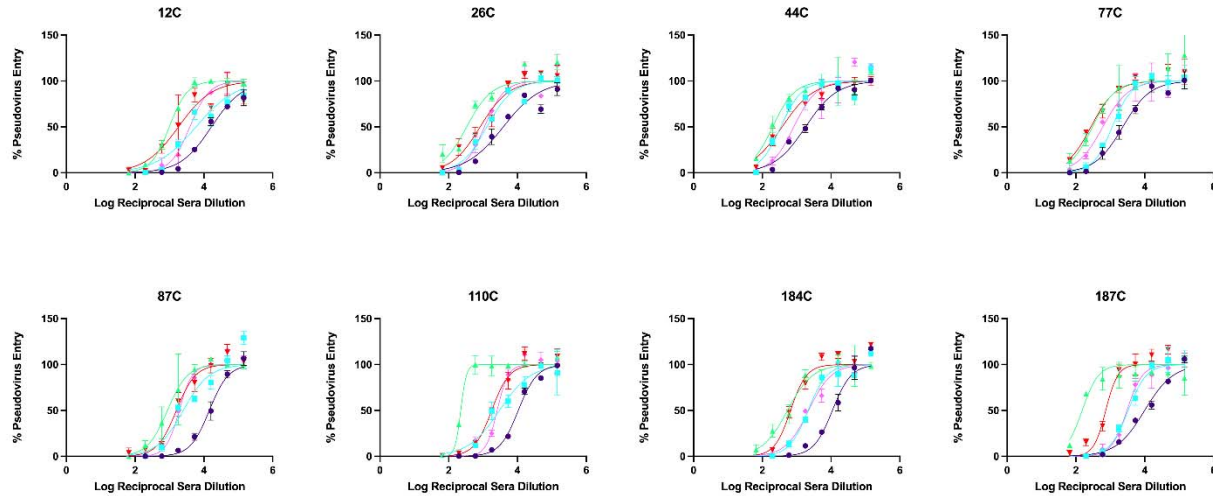 12C
26C
44C
77C
% Pseudovirus Entry
150
100
50
0
0 2 4 6
Log Reciprocal Sera Dilution
% Pseudovirus Entry
150
100
50
0
0 2 4 6
Log Reciprocal Sera Dilution
% Pseudovirus Entry
150
100
50
0
0 2 4 6
Log Reciprocal Sera Dilution
% Pseudovirus Entry
150
100
50
0
0 2 4 6
Log Reciprocal Sera Dilution
87C
110C
184C
187C
% Pseudovirus Entry
150
100
50
0
0 2 4 6
Log Reciprocal Sera Dilution
% Pseudovirus Entry
150
100
50
0
0 2 4 6
Log Reciprocal Sera Dilution
% Pseudovirus Entry
150
100
50
0
0 2 4 6
Log Reciprocal Sera Dilution
% Pseudovirus Entry
150
100
50
0
0 2 4 6
Log Reciprocal Sera Dilution